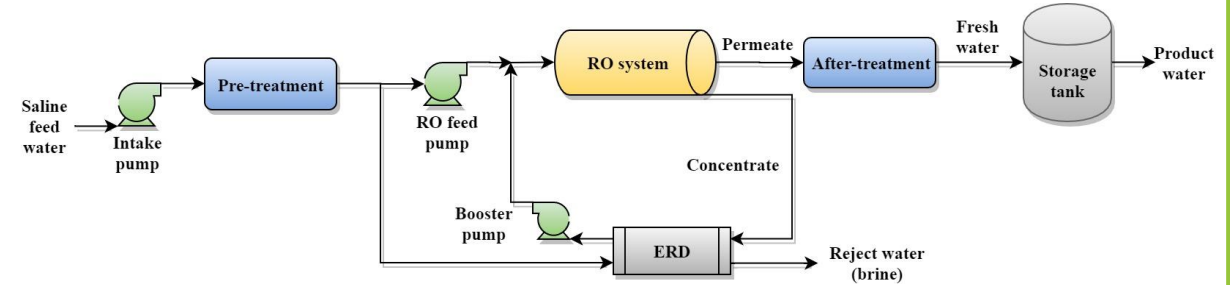 Saline
feed
water
Intake
pump
Pre-treatment
RO feed
pump
RO system
Permeate
After-treatment
Fresh
water
Storage
tank
Product
water
Concentrate
Booster
pump
ERD
Reject water
(brine)